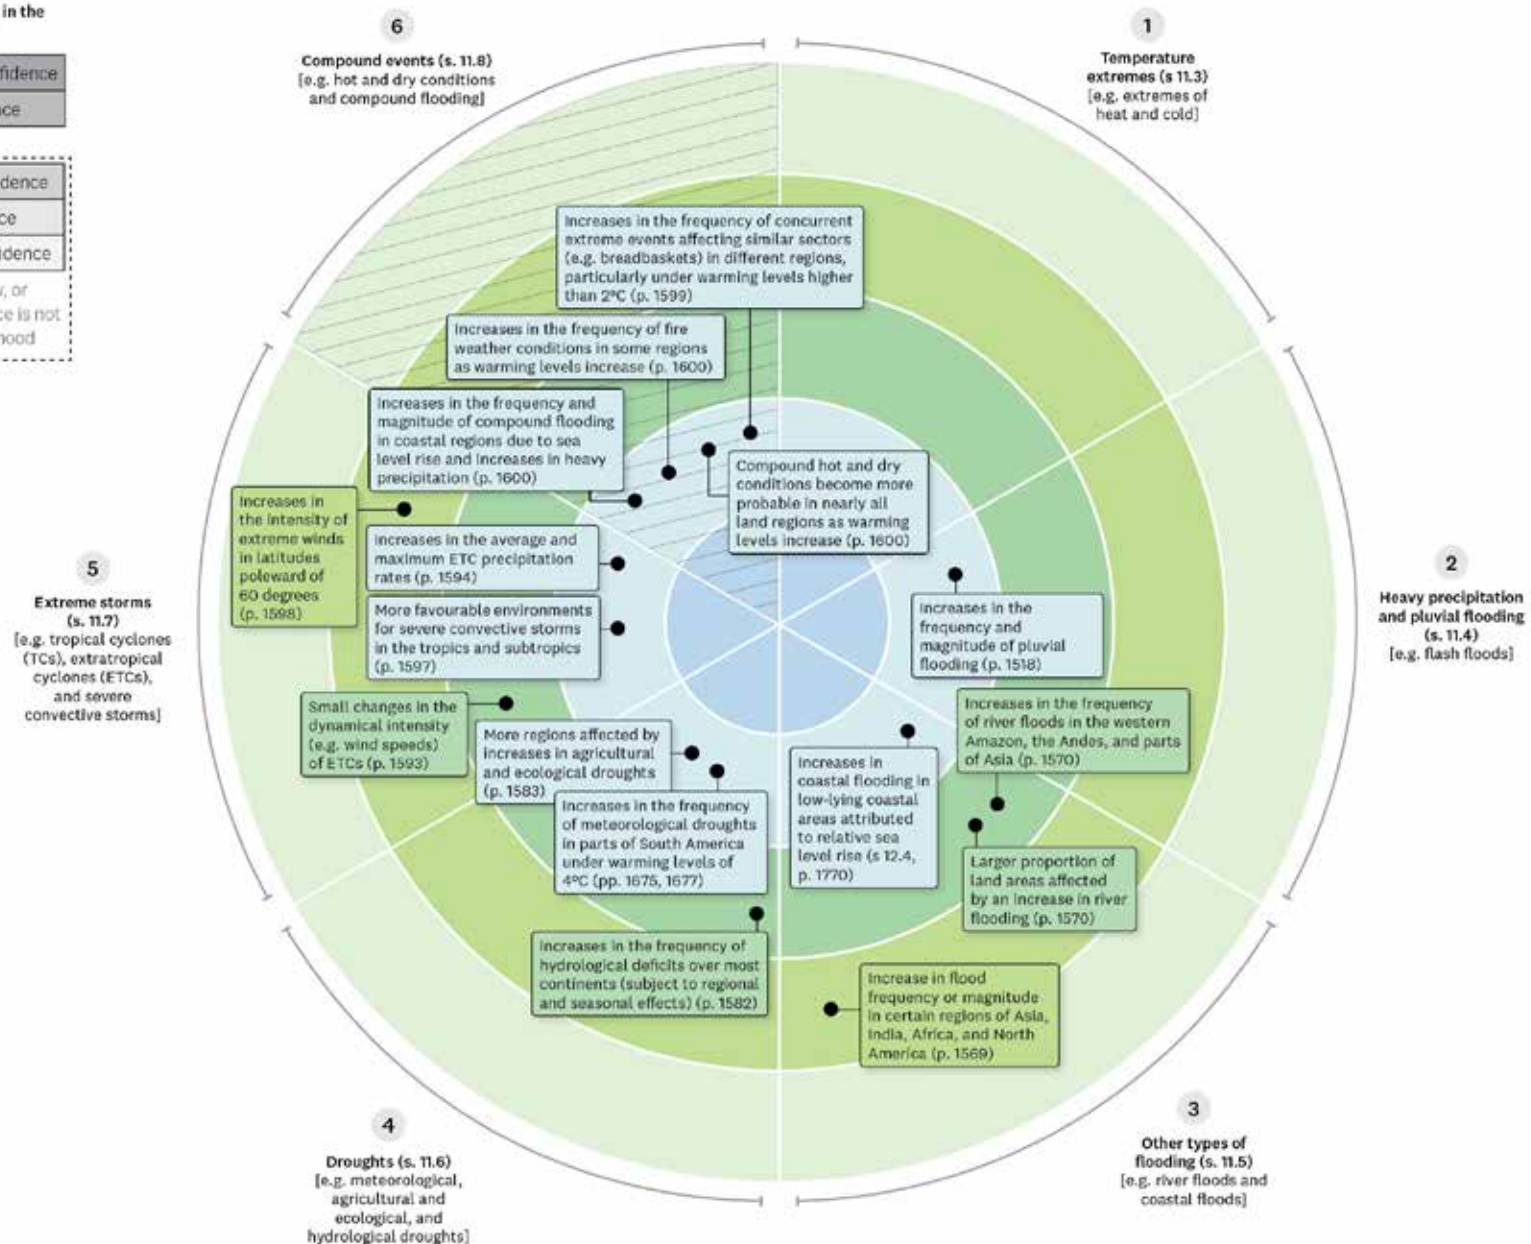 in the
fidence
ce
dence
ce
idence
, or
ce is not
hood
6
Compound events (s. 11.8)
[e.g. hot and dry conditions
and compound flooding]
1
Temperature
extremes (s 11.3)
[e.g. extremes of
heat and cold]
Increases in the frequency of concurrent
extreme events affecting similar sectors
(e.g. breadbaskets) in different regions,
particularly under warming levels higher
than 2ºC (p. 1599)
Increases in the frequency of fire
weather conditions in some regions
as warming levels increase (p. 1600)
Increases in the frequency and
magnitude of compound flooding
in coastal regions due to sea
level rise and increases in heavy
precipitation (p. 1600)
Compound hot and dry
conditions become more
probable in nearly all
land regions as warming
levels increase (p. 1600)
Increases in
the intensity of
extreme winds
in latitudes
poleward of
60 degrees
(p. 1598)
Increases in the average and
maximum ETC precipitation
rates (p. 1594)
More favourable environments
for severe convective storms
in the tropics and subtropics
(p. 1597)
5
Extreme storms
(s. 11.7)
[e.g. tropical cyclones
(TCs), extratropical
cyclones (ETCs),
and severe
convective storms]
2
Heavy precipitation
and pluvial flooding
(s. 11.4)
[e.g. flash floods]
Increases in the
frequency and
magnitude of pluvial
flooding (p. 1518)
Small changes in the
dynamical intensity
(e.g. wind speeds)
of ETCs (p. 1593)
More regions affected by
increases in agricultural
and ecological droughts
(p. 1583)
Increases in the frequency
of meteorological droughts
in parts of South America
under warming levels of
4ºC (pp. 1675, 1677)
Increases in
coastal flooding in
low-lying coastal
areas attributed
to relative sea
level rise (s 12.4,
p. 1770)
Increases in the frequency
of river floods in the western
Amazon, the Andes, and parts
of Asia (p. 1570)
Larger proportion of
land areas affected
by an increase in river
flooding (p. 1570)
Increases in the frequency of
hydrological deficits over most
continents (subject to regional
and seasonal effects) (p. 1582)
Increase in flood
frequency or magnitude
in certain regions of Asia,
India, Africa, and North
America (p. 1569)
4
Droughts (s. 11.6)
[e.g. meteorological,
agricultural and
ecological, and
hydrological droughts]
3
Other types of
flooding (s. 11.5)
[e.g. river floods and
coastal floods]